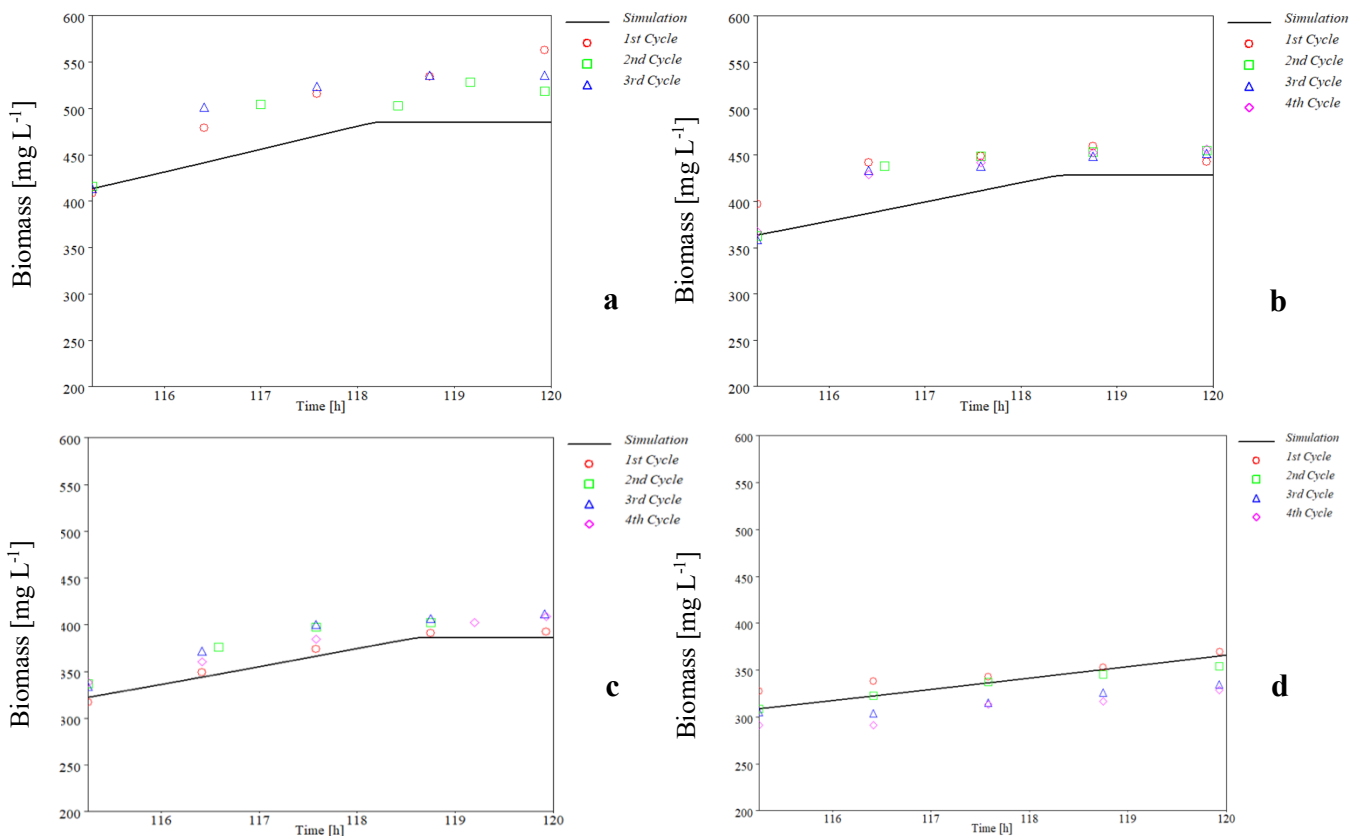 600
550
500
450
400
350
300
250
200
Biomass [mg L-1]
116
117
118
119
120
Time [h]
Simulation
1st Cycle
2nd Cycle
3rd Cycle
a
600
550
500
450
400
350
300
250
200
Biomass [mg L-1]
116
117
118
119
120
Time [h]
Simulation
1st Cycle
2nd Cycle
3rd Cycle
4th Cycle
b
600
550
500
450
400
350
300
250
200
Biomass [mg L-1]
116
117
118
119
120
Time [h]
Simulation
1st Cycle
2nd Cycle
3rd Cycle
4th Cycle
c
600
550
500
450
400
350
300
250
200
Biomass [mg L-1]
116
117
118
119
120
Time [h]
Simulation
1st Cycle
2nd Cycle
3rd Cycle
4th Cycle
d